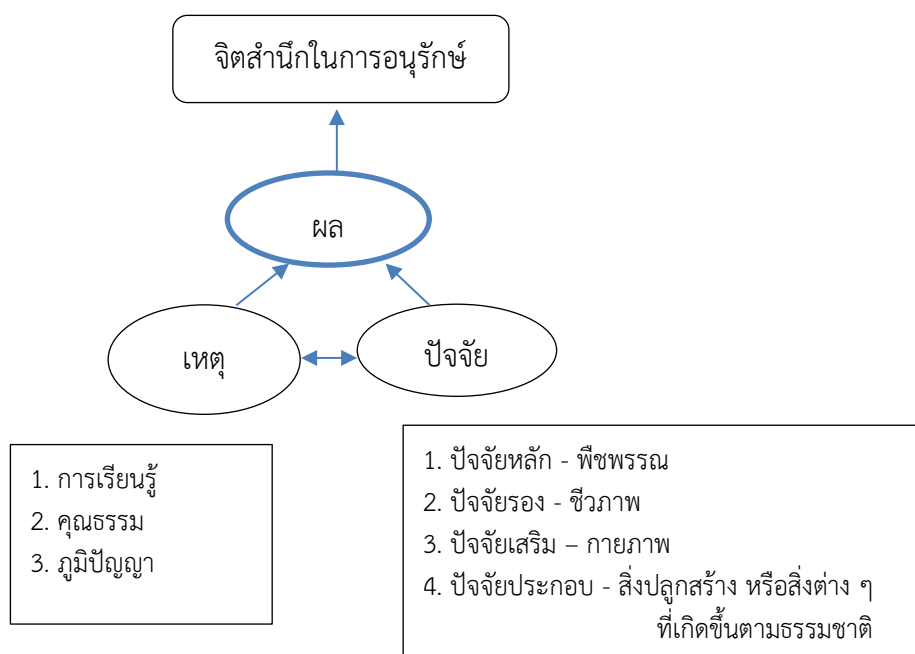 จิตสำนึกในการอนุรักษ์
ผล
เหตุ
ปัจจัย
1. การเรียนรู้
2. คุณธรรม
3. ภูมิปัญญา
1. ปัจจัยหลัก - พืชพรรณ
2. ปัจจัยรอง - ชีวภาพ
3. ปัจจัยเสริม – กายภาพ
4. ปัจจัยประกอบ - สิ่งปลูกสร้าง หรือสิ่งต่าง ๆ
ที่เกิดขึ้นตามธรรมชาติ